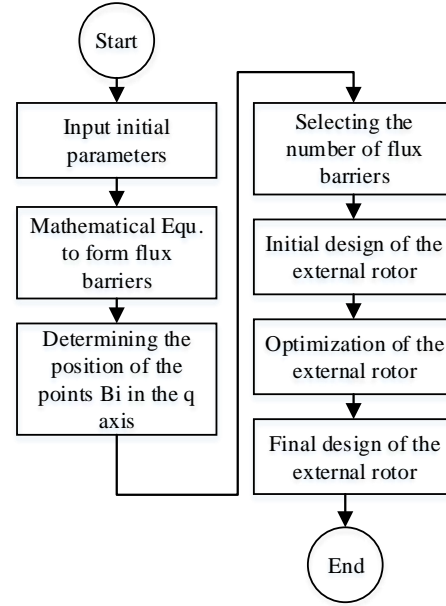 Start
Input initial
parameters
Mathematical Equ.
to form flux
barriers
Determining the
position of the
points Bi in the q
axis
Selecting the
number of flux
barriers
Initial design of the
external rotor
Optimization of the
external rotor
Final design of the
external rotor
End